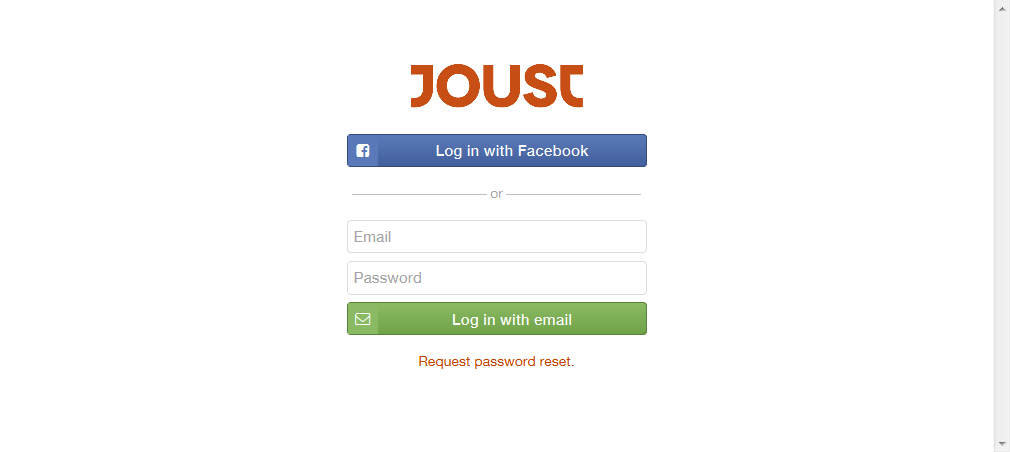 JOUST
Log in with Facebook
or
Email
Password
Log in with email
Request password reset.